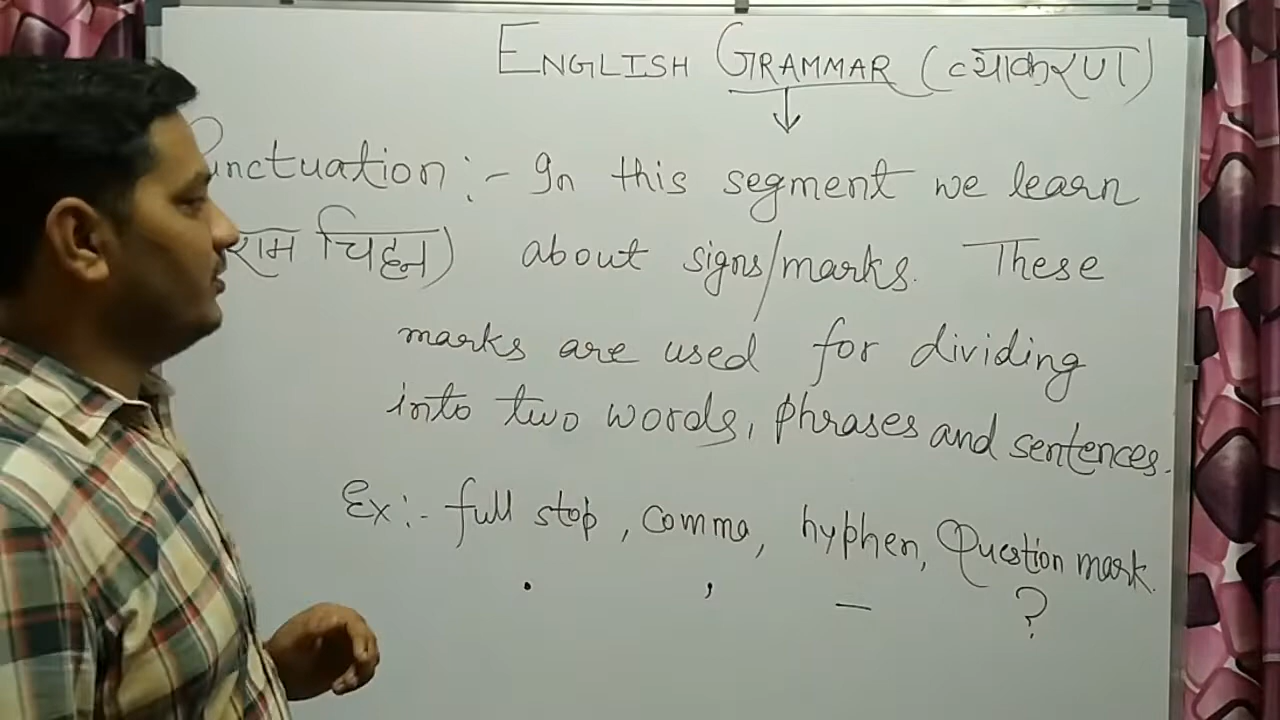 ENGLISH GRAMMAR (व्याकरण)
Punctuation :- In this segment we learn
राम चिह्न) about signs/marks. These
marks are used for dividing
into two words, phrases and sentences.
Ex :- full stop, comma, hyphen, Question mark.
. , - ?